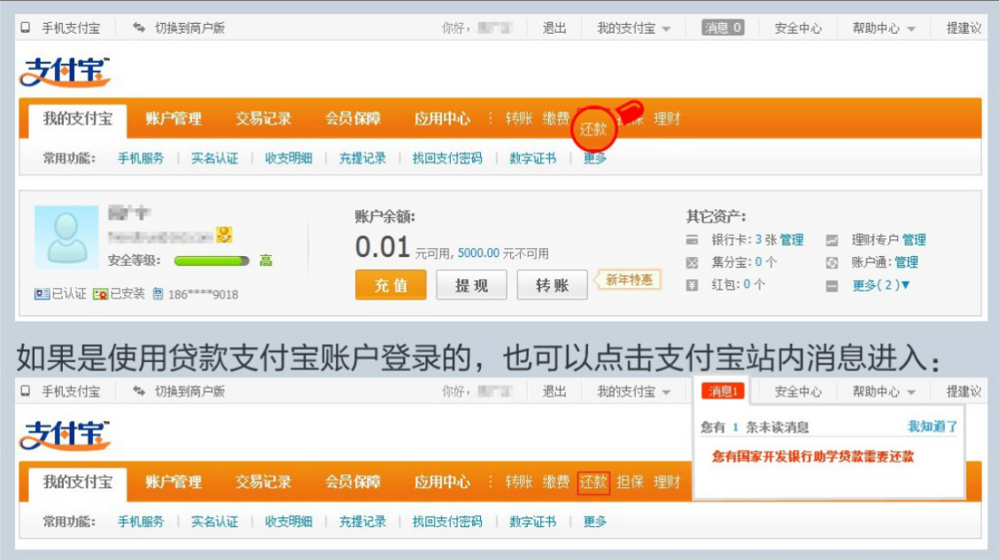 手机支付宝 切换到商户版 你好， 退出 我的支付宝 消息 0 安全中心 帮助中心 提建议
支付宝™
我的支付宝 账户管理 交易记录 会员保障 应用中心 转账 缴费 还款 担保 理财
常用功能： 手机服务 实名认证 收支明细 充提记录 找回支付密码 数字证书 更多
账户余额： 其它资产：
0.01 元可用, 5000.00 元不可用 银行卡: 3 张 管理 理财专户 管理
安全等级: 高 集分宝: 0 个 账户通: 管理
充值 提现 转账 新年特惠 红包: 0 个 更多( 2 )▼
已认证 已安装 186****9018
如果是使用贷款支付宝账户登录的，也可以点击支付宝站内消息进入：
手机支付宝 切换到商户版 你好， 退出 我的支付宝 消息1 安全中心 帮助中心 提建议
支付宝™
您有 1 条未读消息 我知道了
您有国家开发银行助学贷款需要还款
我的支付宝 账户管理 交易记录 会员保障 应用中心 转账 缴费 还款 担保 理财
常用功能： 手机服务 实名认证 收支明细 充提记录 找回支付密码 数字证书 更多